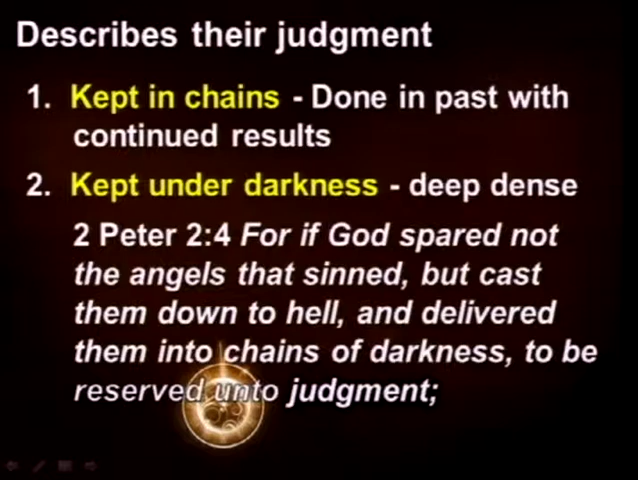 Describes their judgment
1. Kept in chains - Done in past with
continued results
2. Kept under darkness - deep dense
2 Peter 2:4 For if God spared not
the angels that sinned, but cast
them down to hell, and delivered
them into chains of darkness, to be
reserved unto judgment;